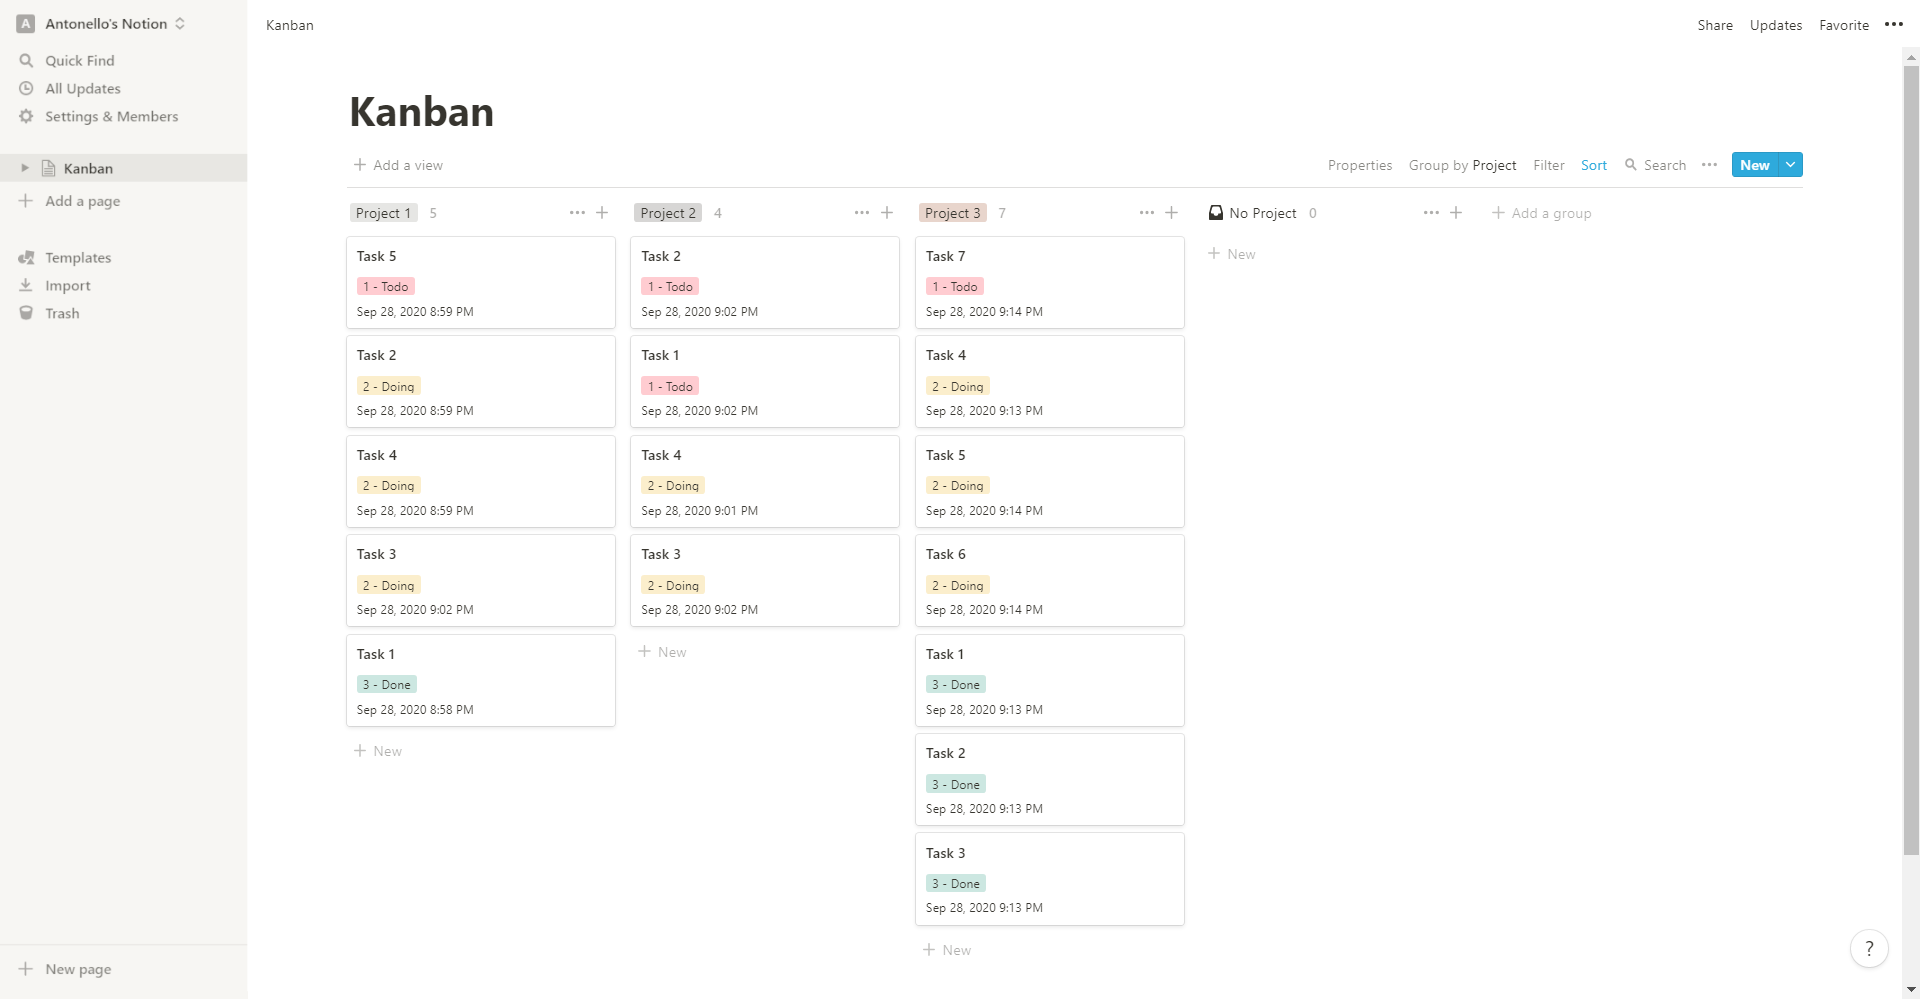 A Antonello's Notion
Quick Find
All Updates
Settings & Members
Kanban
Add a page
Templates
Import
Trash
New page
Kanban
Share Updates Favorite
Kanban
Add a view
Properties Group by Project Filter Sort Search New
Project 1 5
Task 5
1 - Todo
Sep 28, 2020 8:59 PM
Task 2
2 - Doing
Sep 28, 2020 8:59 PM
Task 4
2 - Doing
Sep 28, 2020 8:59 PM
Task 3
2 - Doing
Sep 28, 2020 9:02 PM
Task 1
3 - Done
Sep 28, 2020 8:58 PM
New
Project 2 4
Task 2
1 - Todo
Sep 28, 2020 9:02 PM
Task 1
1 - Todo
Sep 28, 2020 9:02 PM
Task 4
2 - Doing
Sep 28, 2020 9:01 PM
Task 3
2 - Doing
Sep 28, 2020 9:02 PM
New
Project 3 7
Task 7
1 - Todo
Sep 28, 2020 9:14 PM
Task 4
2 - Doing
Sep 28, 2020 9:13 PM
Task 5
2 - Doing
Sep 28, 2020 9:14 PM
Task 6
2 - Doing
Sep 28, 2020 9:14 PM
Task 1
3 - Done
Sep 28, 2020 9:13 PM
Task 2
3 - Done
Sep 28, 2020 9:13 PM
Task 3
3 - Done
Sep 28, 2020 9:13 PM
New
No Project 0
New
Add a group
?